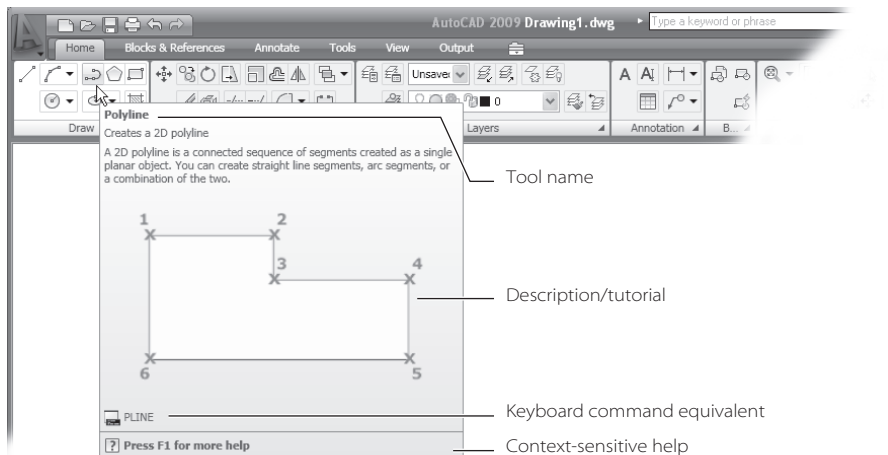 AutoCAD 2009 Drawing1.dwg
Type a keyword or phrase
Home Blocks & References Annotate Tools View Output
Unsave
A A
0
Draw Layers Annotation B...
Polyline
Creates a 2D polyline
A 2D polyline is a connected sequence of segments created as a single
planar object. You can create straight line segments, arc segments, or
a combination of the two.
1 2
3 4
6 5
PLINE
Press F1 for more help
Tool name
Description/tutorial
Keyboard command equivalent
Context-sensitive help